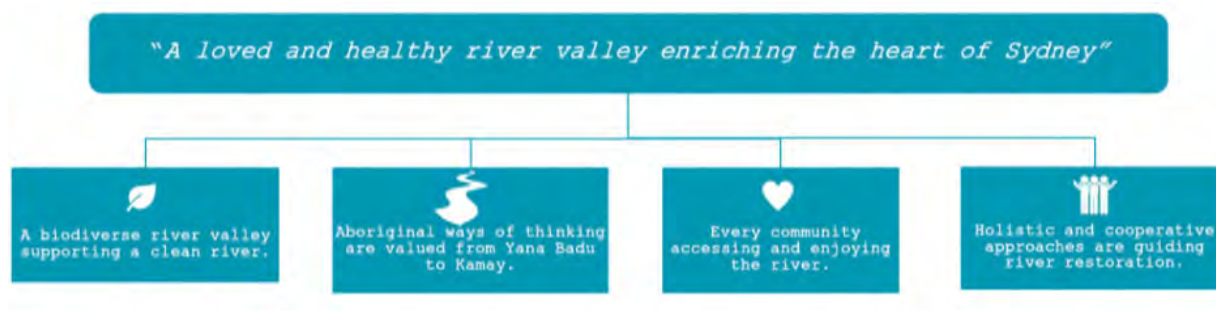 “A loved and healthy river valley enriching the heart of Sydney”
A biodiverse river valley
supporting a clean river.
Aboriginal ways of thinking
are valued from Yana Badu
to Kamay.
Every community
accessing and enjoying
the river.
Holistic and cooperative
approaches are guiding
river restoration.